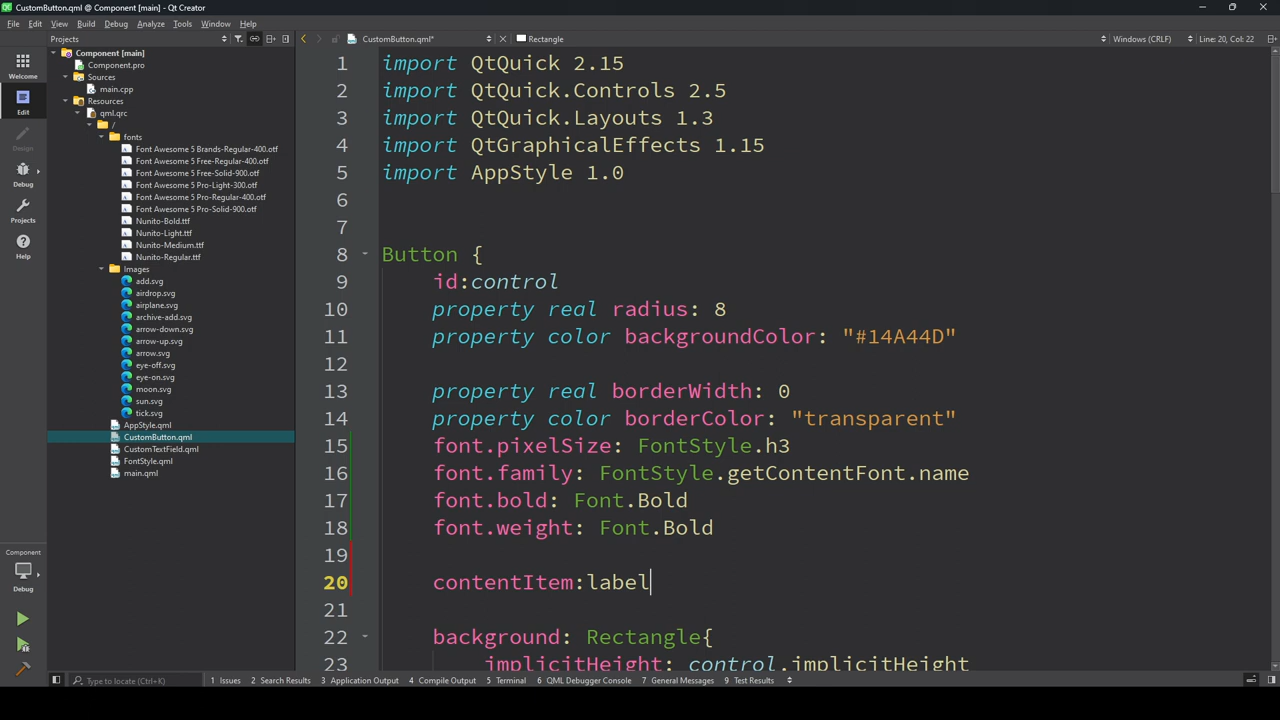 CustomButton.qml @ Component [main] - Qt Creator
File Edit View Build Debug Analyze Tools Window Help
Projects
CustomButton.qml*
Rectangle
Windows (CRLF)
Line: 20, Col: 22
Welcome
Edit
Design
Debug
Projects
Help
Component
Debug
Component [main]
Component.pro
Sources
main.cpp
Resources
qml.qrc
/
fonts
Font Awesome 5 Brands-Regular-400.otf
Font Awesome 5 Free-Regular-400.otf
Font Awesome 5 Free-Solid-900.otf
Font Awesome 5 Pro-Light-300.otf
Font Awesome 5 Pro-Regular-400.otf
Font Awesome 5 Pro-Solid-900.otf
Nunito-Bold.ttf
Nunito-Light.ttf
Nunito-Medium.ttf
Nunito-Regular.ttf
Images
add.svg
airdrop.svg
airplane.svg
archive-add.svg
arrow-down.svg
arrow-up.svg
arrow.svg
eye-off.svg
eye-on.svg
moon.svg
sun.svg
tick.svg
AppStyle.qml
CustomButton.qml
CustomTextField.qml
FontStyle.qml
main.qml
1 import QtQuick 2.15
2 import QtQuick.Controls 2.5
3 import QtQuick.Layouts 1.3
4 import QtGraphicalEffects 1.15
5 import AppStyle 1.0
6
7
8 Button {
9 id:control
10 property real radius: 8
11 property color backgroundColor: "#14A44D"
12
13 property real borderWidth: 0
14 property color borderColor: "transparent"
15 font.pixelSize: FontStyle.h3
16 font.family: FontStyle.getContentFont.name
17 font.bold: Font.Bold
18 font.weight: Font.Bold
19
20 contentItem:label
21
22 background: Rectangle{
23 implicitHeight: control.implicitHeight
Type to locate (Ctrl+K)
1 Issues 2 Search Results 3 Application Output 4 Compile Output 5 Terminal 6 QML Debugger Console 7 General Messages 9 Test Results